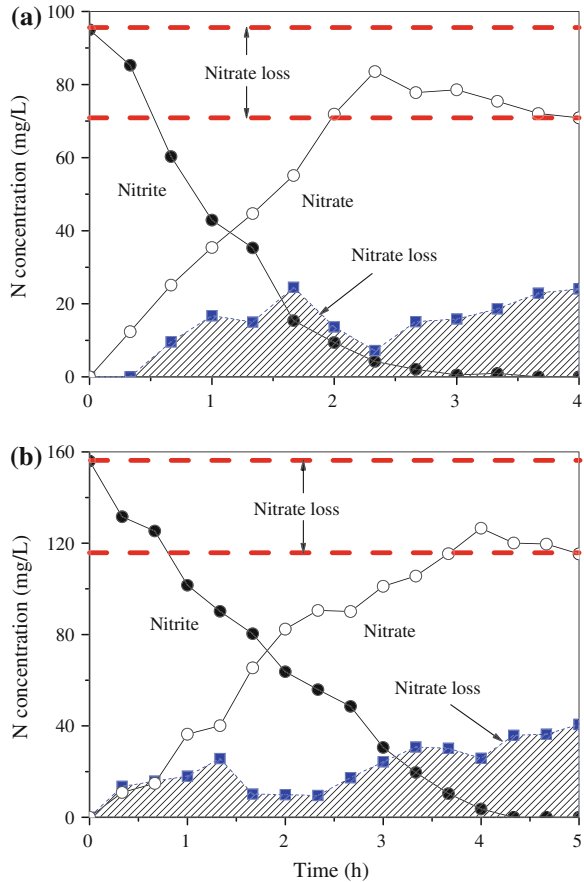 (a)
N concentration (mg/L)
100
80
60
40
20
0
Nitrate loss
Nitrite
Nitrate
Nitrate loss
0 1 2 3 4
(b)
N concentration (mg/L)
160
120
80
40
0
Nitrate loss
Nitrite
Nitrate
Nitrate loss
0 1 2 3 4 5
Time (h)